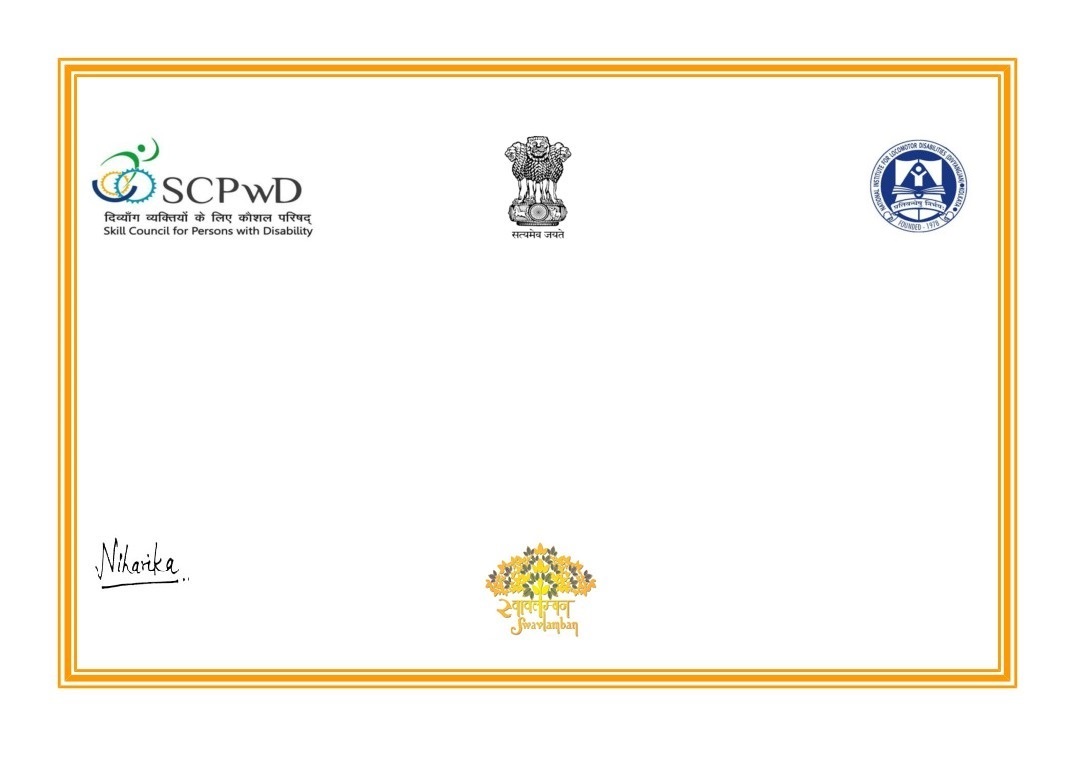 SCPwD
दिव्याँग व्यक्तियों के लिए कौशल परिषद्
Skill Council for Persons with Disability
सत्यमेव जयते
NATIONAL INSTITUTE FOR LOCOMOTOR DISABILITIES (DIVYANGJAN) KOLKATA
FOUNDED - 1978
Niharika
स्वावलम्बन
Swavlamban